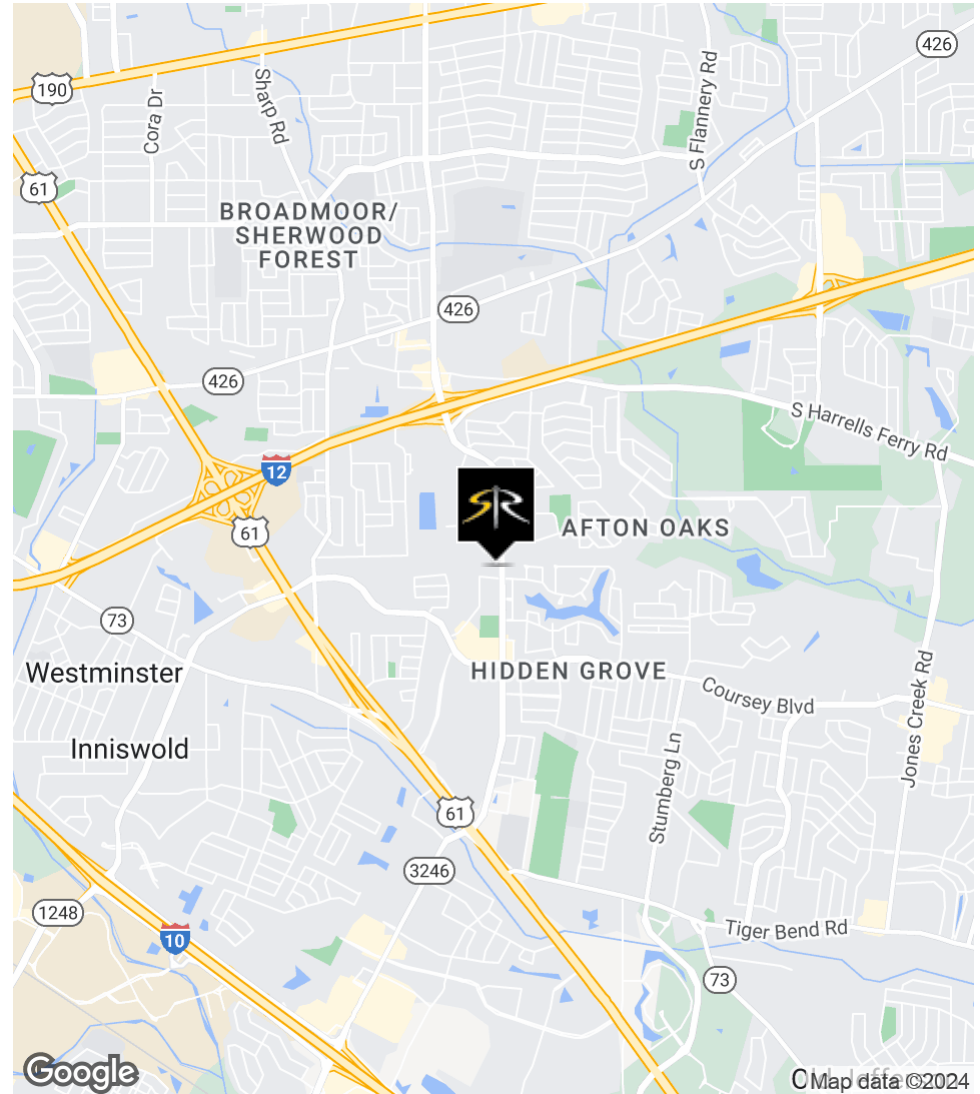 426
190
Cora Dr
Sharp Rd
S Flannery Rd
61
BROADMOOR/
SHERWOOD
FOREST
426
426
S Harrells Ferry Rd
12
SR
61
AFTON OAKS
73
Westminster
HIDDEN GROVE
Coursey Blvd
Jones Creek Rd
Inniswold
Stumberg Ln
61
3246
1248
10
Tiger Bend Rd
73
Google
Map data ©2024